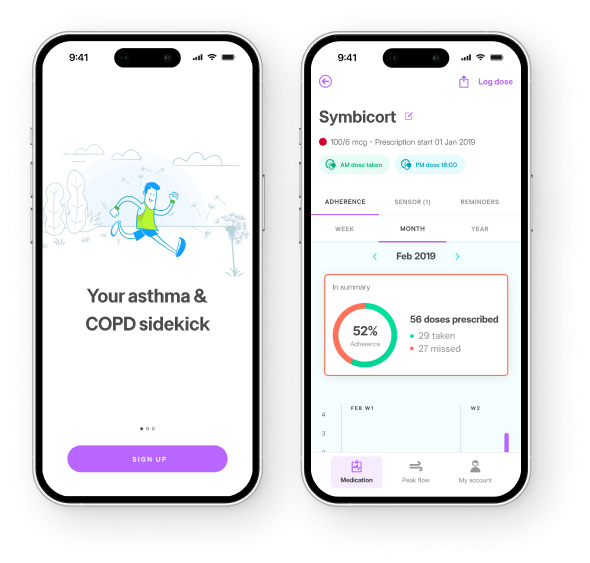 9:41
Your asthma &
COPD sidekick
SIGN UP
9:41
Log dose
Symbicort
100/6 mcg • Prescription start 01 Jan 2019
AM dose taken
PM dose 18:00
ADHERENCE SENSOR (1) REMINDERS
WEEK MONTH YEAR
Feb 2019
In summary
52%
Adherence
56 doses prescribed
29 taken
27 missed
FEB W1 W2
4
3
Medication Peak flow My account